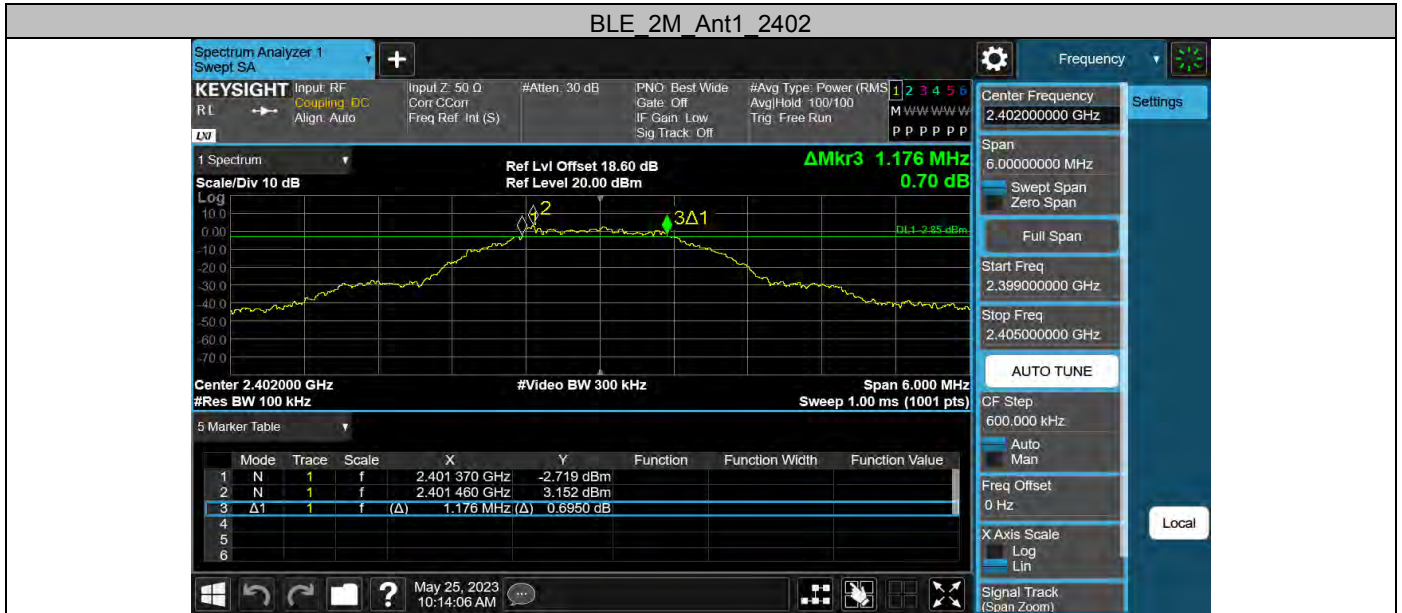 BLE_2M_Ant1_2402
Spectrum Analyzer 1
Swept SA
+
Frequency
KEYSIGHT
RL
LXI
Input: RF
Coupling: DC
Align: Auto
Input Z: 50 Ω
Corr CCorr
Freq Ref: Int (S)
#Atten: 30 dB
PNO: Best Wide
Gate: Off
IF Gain: Low
Sig Track: Off
#Avg Type: Power (RMS
Avg|Hold: 100/100
Trig: Free Run
1 2 3 4 5 6
M W W W W W
P P P P P P
Center Frequency
2.402000000 GHz
Settings
Span
6.00000000 MHz
Swept Span
Zero Span
Full Span
Start Freq
2.399000000 GHz
Stop Freq
2.405000000 GHz
AUTO TUNE
CF Step
600.000 kHz
Auto
Man
Freq Offset
0 Hz
X Axis Scale
Log
Lin
Signal Track
(Span Zoom)
Local
1 Spectrum
Scale/Div 10 dB
Log
Ref Lvl Offset 18.60 dB
Ref Level 20.00 dBm
ΔMkr3 1.176 MHz
0.70 dB
10.0
0.00
-10.0
-20.0
-30.0
-40.0
-50.0
-60.0
-70.0
2
3Δ1
DL1 -2.85 dBm
Center 2.402000 GHz
#Video BW 300 kHz
Span 6.000 MHz
#Res BW 100 kHz
Sweep 1.00 ms (1001 pts)
5 Marker Table
Mode Trace Scale X Y Function Function Width Function Value
1 N 1 f 2.401 370 GHz -2.719 dBm
2 N 1 f 2.401 460 GHz 3.152 dBm
3 Δ1 1 f (Δ) 1.176 MHz (Δ) 0.6950 dB
4
5
6
?
May 25, 2023
10:14:06 AM